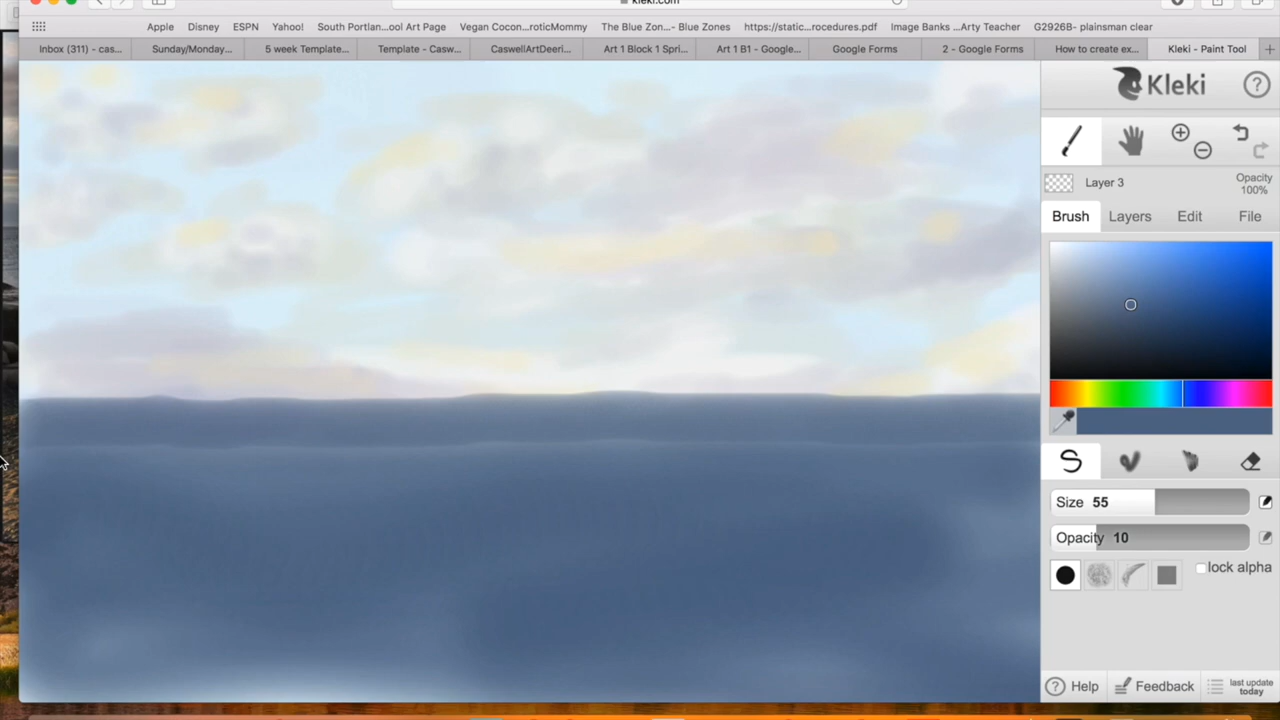 kleki.com
Apple Disney ESPN Yahoo! South Portlan...ool Art Page Vegan Cocon...roticMommy The Blue Zon...- Blue Zones https://static...rocedures.pdf Image Banks ...Arty Teacher G2926B- plainsman clear
Inbox (311) - cas... Sunday/Monday... 5 week Template... Template - Casw... CaswellArtDeeri... Art 1 Block 1 Spri... Art 1 B1 - Google... Google Forms 2 - Google Forms How to create ex... Kleki - Paint Tool
Kleki
Layer 3
Opacity
100%
Brush Layers Edit File
Size 55
Opacity 10
lock alpha
Help Feedback last update
today